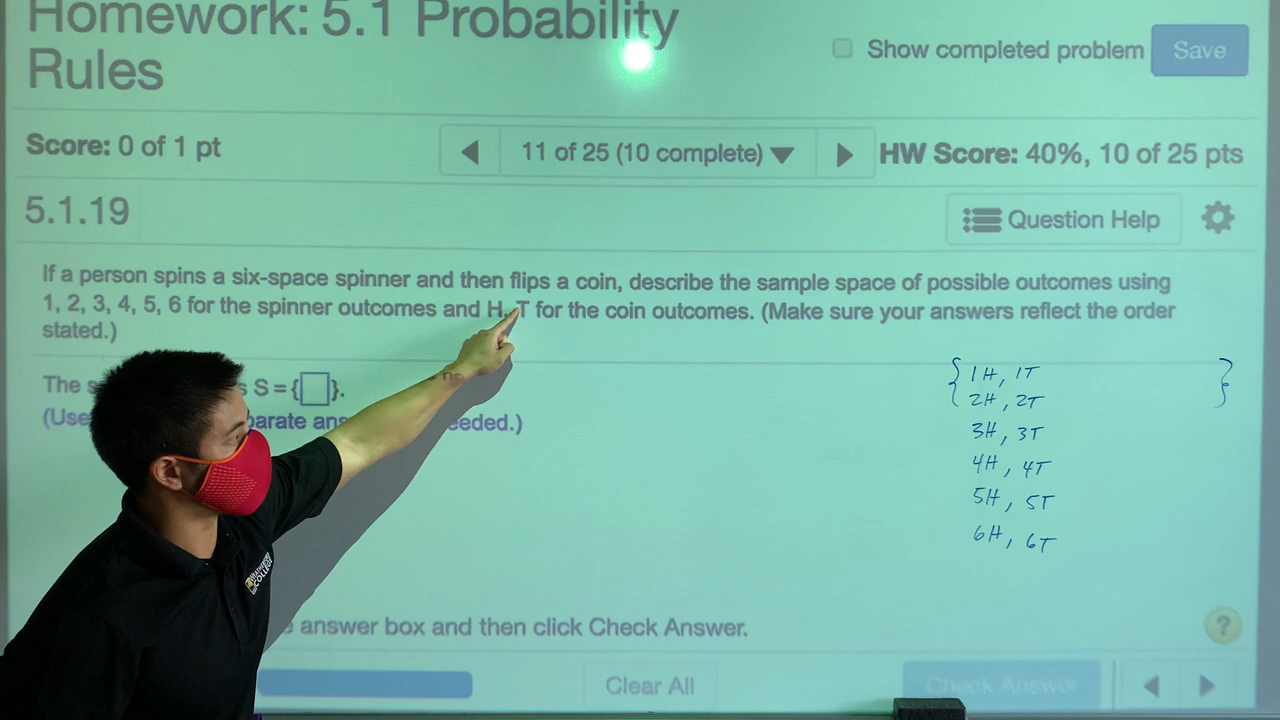 Homework: 5.1 Probability
Rules
Show completed problem
Save
Score: 0 of 1 pt
11 of 25 (10 complete)
HW Score: 40%, 10 of 25 pts
5.1.19
Question Help
If a person spins a six-space spinner and then flips a coin, describe the sample space of possible outcomes using
1, 2, 3, 4, 5, 6 for the spinner outcomes and H, T for the coin outcomes. (Make sure your answers reflect the order
stated.)
The S = { }.
(Use eeded.)
{ 1H, 1T }
2H, 2T
3H, 3T
4H, 4T
5H, 5T
6H, 6T
COLLEGE
answer box and then click Check Answer.
?
Clear All
Check Answer